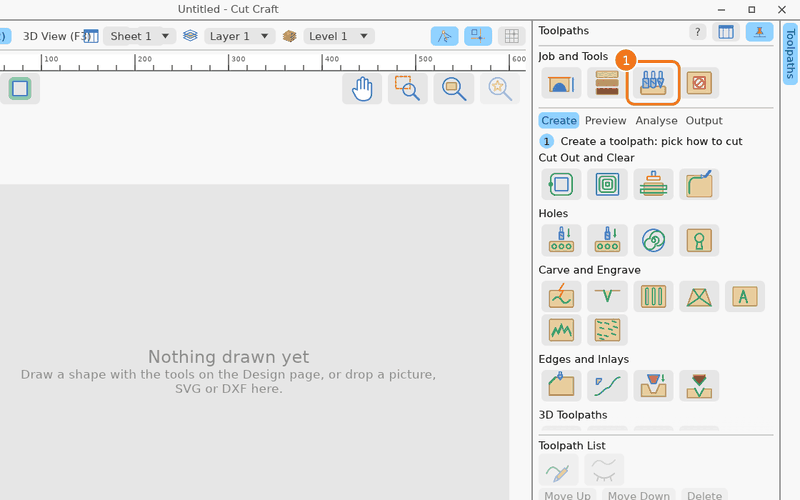 Untitled - Cut Craft
Toolpaths
?
3D View (F3)
Sheet 1
Layer 1
Level 1
Toolpaths
100
200
300
400
500
600
Job and Tools
1
Create
Preview
Analyse
Output
1 Create a toolpath: pick how to cut
Cut Out and Clear
Holes
Carve and Engrave
A
Edges and Inlays
3D Toolpaths
Toolpath List
Move Up
Move Down
Delete
Nothing drawn yet
Draw a shape with the tools on the Design page, or drop a picture,
SVG or DXF here.